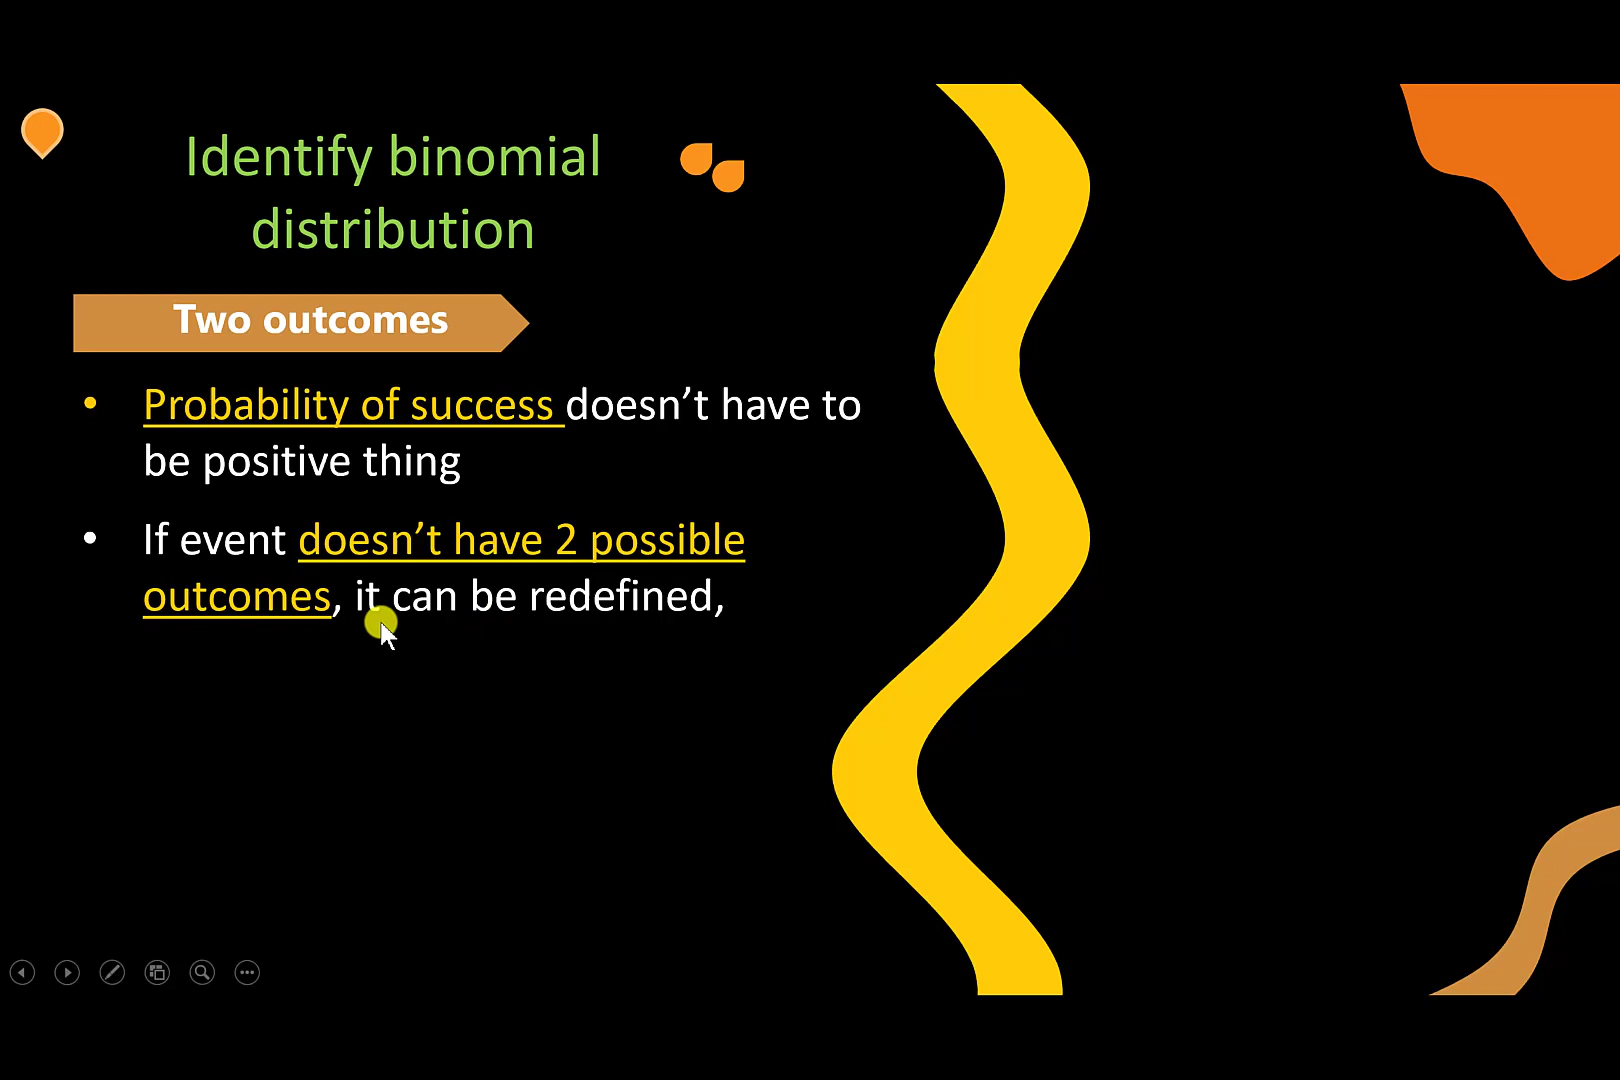 Identify binomial
distribution
Two outcomes
• Probability of success doesn’t have to
be positive thing
• If event doesn’t have 2 possible
outcomes, it can be redefined,